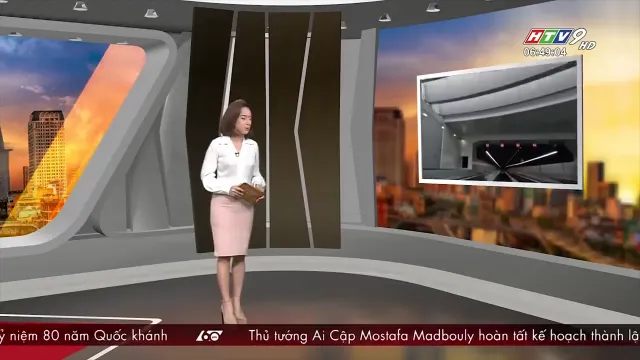 HTV9 HD
06:49:04
ỷ niệm 80 năm Quốc khánh 60 Thủ tướng Ai Cập Mostafa Madbouly hoàn tất kế hoạch thành lậ